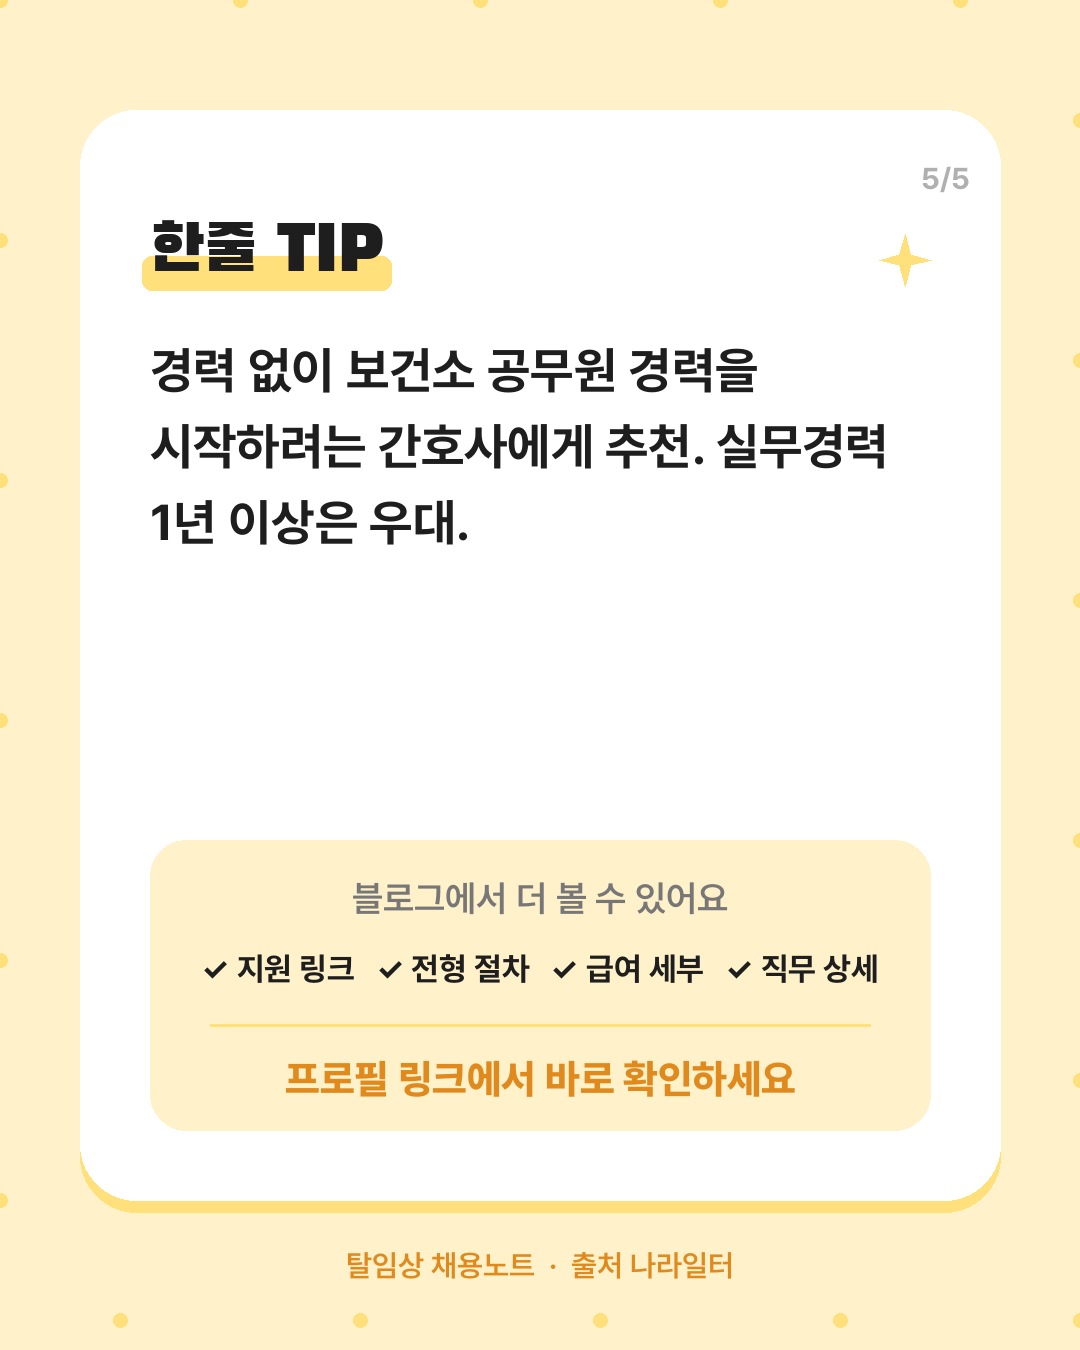 5/5
한줄 TIP
경력 없이 보건소 공무원 경력을
시작하려는 간호사에게 추천. 실무경력
1년 이상은 우대.
블로그에서 더 볼 수 있어요
✓ 지원 링크 ✓ 전형 절차 ✓ 급여 세부 ✓ 직무 상세
프로필 링크에서 바로 확인하세요
탈임상 채용노트 · 출처 나라일터